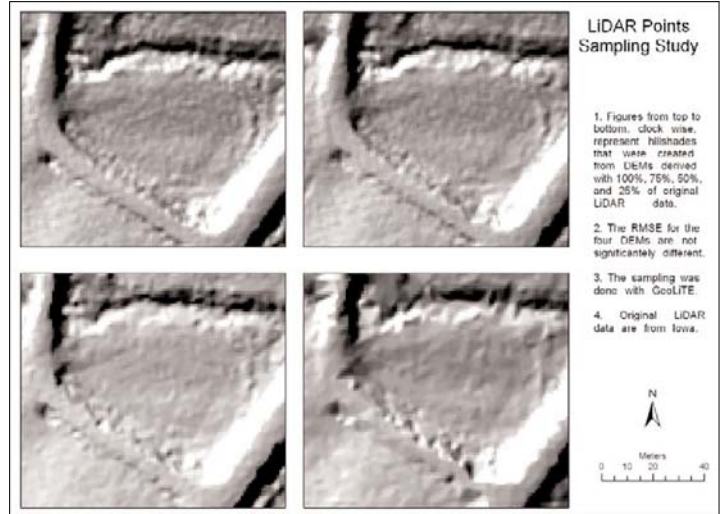 LiDAR Points
Sampling Study
1. Figures from top to
bottom, clock wise,
represent hillshades
that were created
from DEMs derived
with 100%, 75%, 50%,
and 25% of original
LiDAR data.
2. The RMSE for the
four DEMs are not
significantely different.
3. The sampling was
done with GeoLiTE.
4. Original LiDAR
data are from Iowa.
N
Meters
0 10 20 40